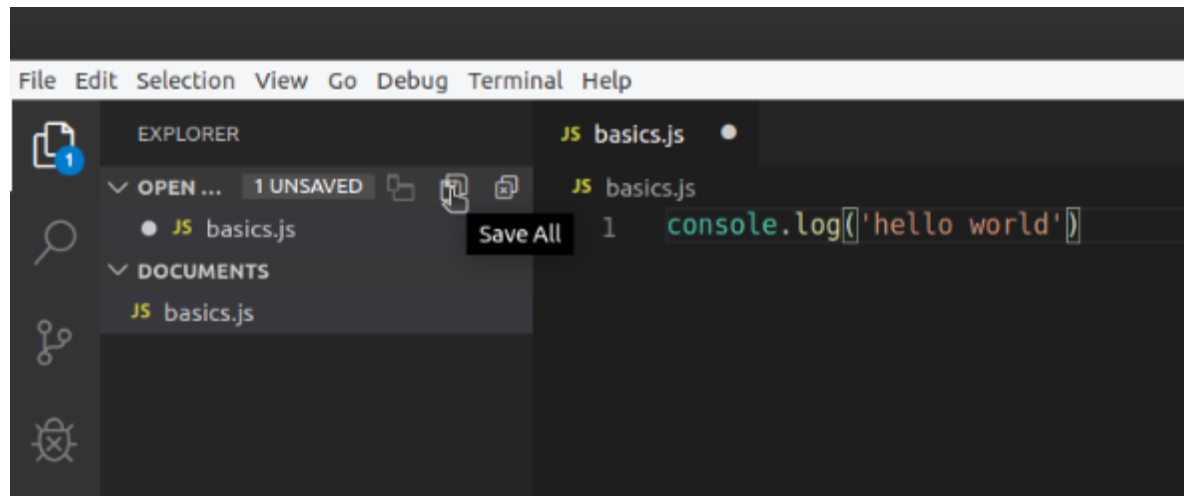 File Edit Selection View Go Debug Terminal Help
1
EXPLORER
OPEN ... 1 UNSAVED
JS basics.js
Save All
DOCUMENTS
JS basics.js
JS basics.js
JS basics.js
1 console.log('hello world')